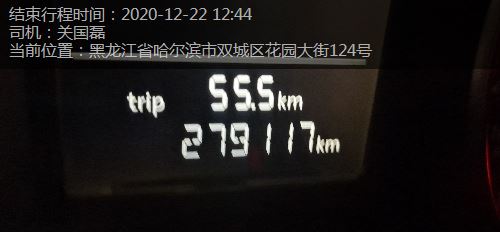 结束行程时间：2020-12-22 12:44
司机：关国磊
当前位置：黑龙江省哈尔滨市双城区花园大街124号
trip 55.5km
279117km